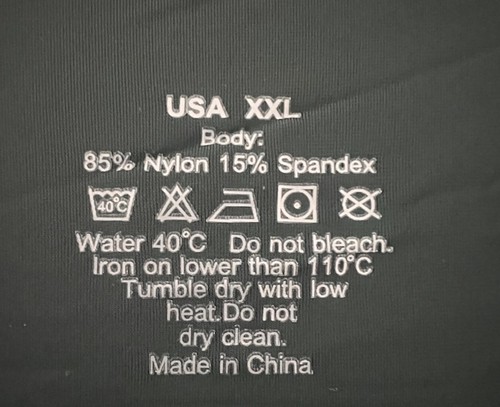 USA XXL
Body:
85% Nylon 15% Spandex
40°C
Water 40°C Do not bleach.
Iron on lower than 110°C
Tumble dry with low
heat.Do not
dry clean.
Made in China